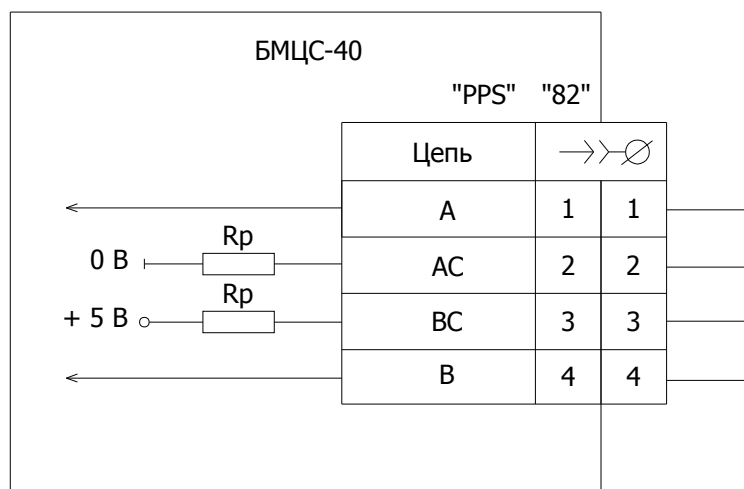 БМЦС-40
"PPS" "82"
Цепь
A 1 1
Rp
0 В AC 2 2
Rp
+ 5 В BC 3 3
B 4 4